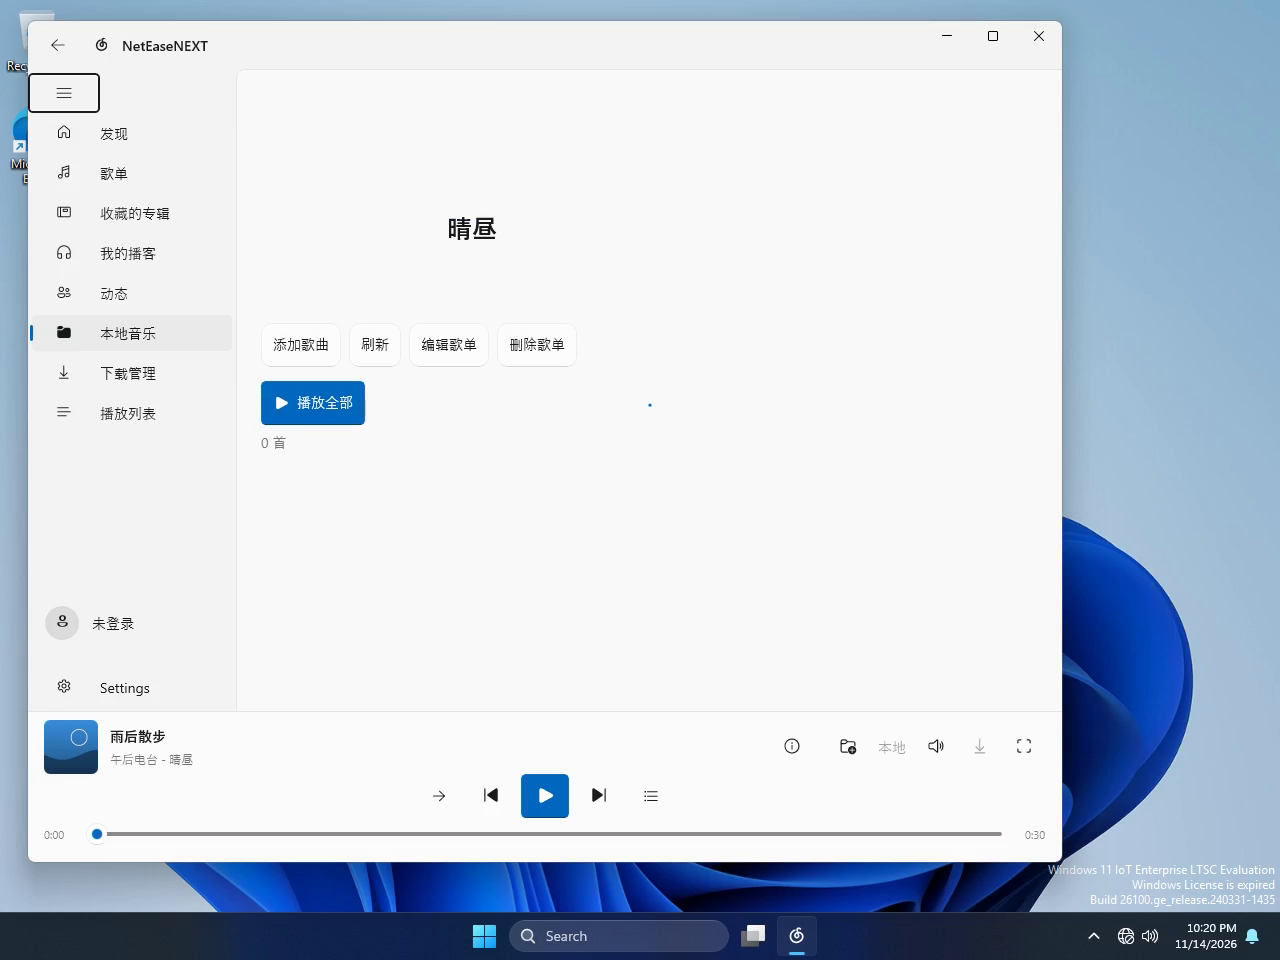 NetEaseNEXT
发现
歌单
收藏的专辑
我的播客
动态
本地音乐
下载管理
播放列表
未登录
Settings
晴昼
添加歌曲
刷新
编辑歌单
删除歌单
播放全部
0 首
雨后散步
午后电台 - 晴昼
本地
0:00
0:30
Windows 11 IoT Enterprise LTSC Evaluation
Windows License is expired
Build 26100.ge_release.240331-1435
Search
10:20 PM
11/14/2026